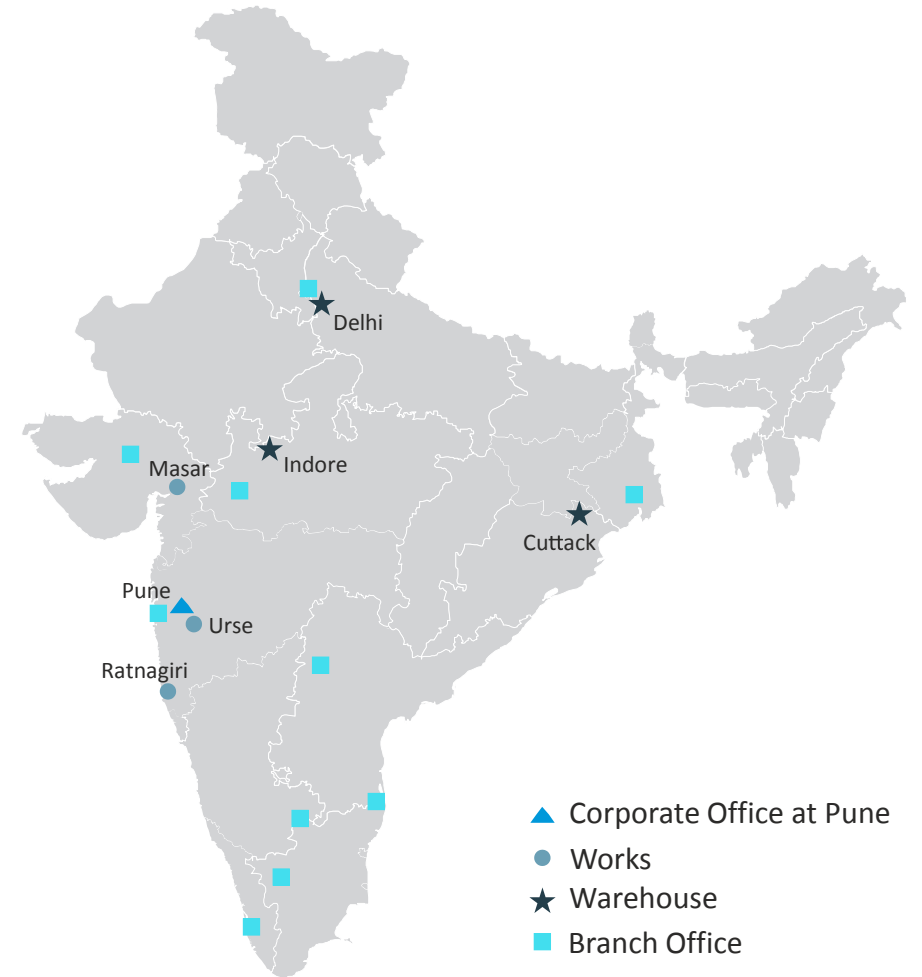 Delhi
Masar
Indore
Cuttack
Pune
Urse
Ratnagiri
Corporate Office at Pune
Works
Warehouse
Branch Office